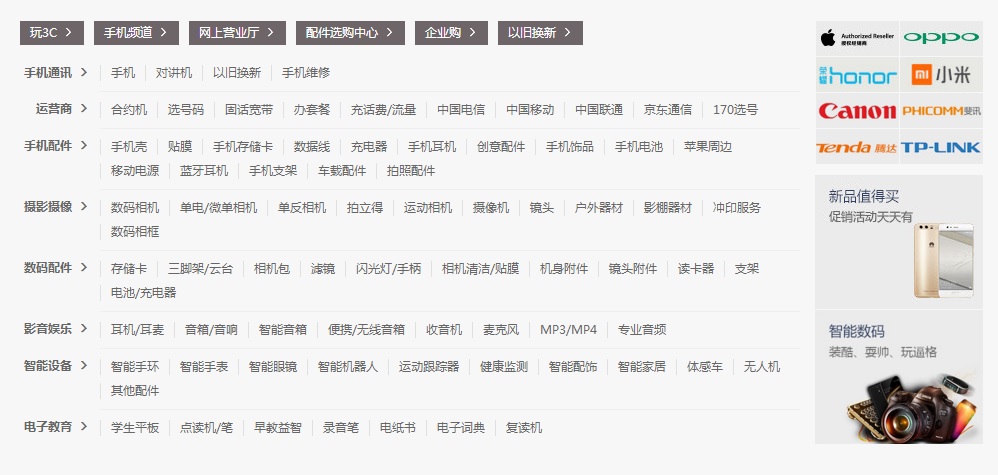 玩3C > 手机频道 > 网上营业厅 > 配件选购中心 > 企业购 > 以旧换新 >
手机通讯 > 手机 对讲机 以旧换新 手机维修
运营商 > 合约机 选号码 固话宽带 办套餐 充话费/流量 中国电信 中国移动 中国联通 京东通信 170选号
手机配件 > 手机壳 贴膜 手机存储卡 数据线 充电器 手机耳机 创意配件 手机饰品 手机电池 苹果周边
移动电源 蓝牙耳机 手机支架 车载配件 拍照配件
摄影摄像 > 数码相机 单电/微单相机 单反相机 拍立得 运动相机 摄像机 镜头 户外器材 影棚器材 冲印服务
数码相框
数码配件 > 存储卡 三脚架/云台 相机包 滤镜 闪光灯/手柄 相机清洁/贴膜 机身附件 镜头附件 读卡器 支架
电池/充电器
影音娱乐 > 耳机/耳麦 音箱/音响 智能音箱 便携/无线音箱 收音机 麦克风 MP3/MP4 专业音频
智能设备 > 智能手环 智能手表 智能眼镜 智能机器人 运动跟踪器 健康监测 智能配饰 智能家居 体感车 无人机
其他配件
电子教育 > 学生平板 点读机/笔 早教益智 录音笔 电纸书 电子词典 复读机
Authorized Reseller
授权经销商
oppo
荣耀 honor
mi 小米
Canon
PHICOMM斐讯
Tenda 腾达
TP-LINK
新品值得买
促销活动天天有
智能数码
装酷、耍帅、玩逼格